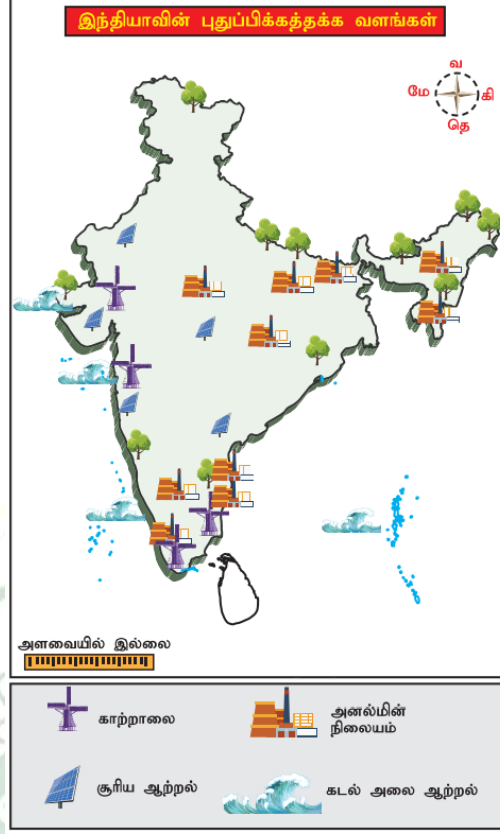 இந்தியாவின் புதுப்பிக்கத்தக்க வளங்கள்
வ
மே
கி
தெ
அளவையில் இல்லை
காற்றாலை
அனல்மின்
நிலையம்
சூரிய ஆற்றல்
கடல் அலை ஆற்றல்